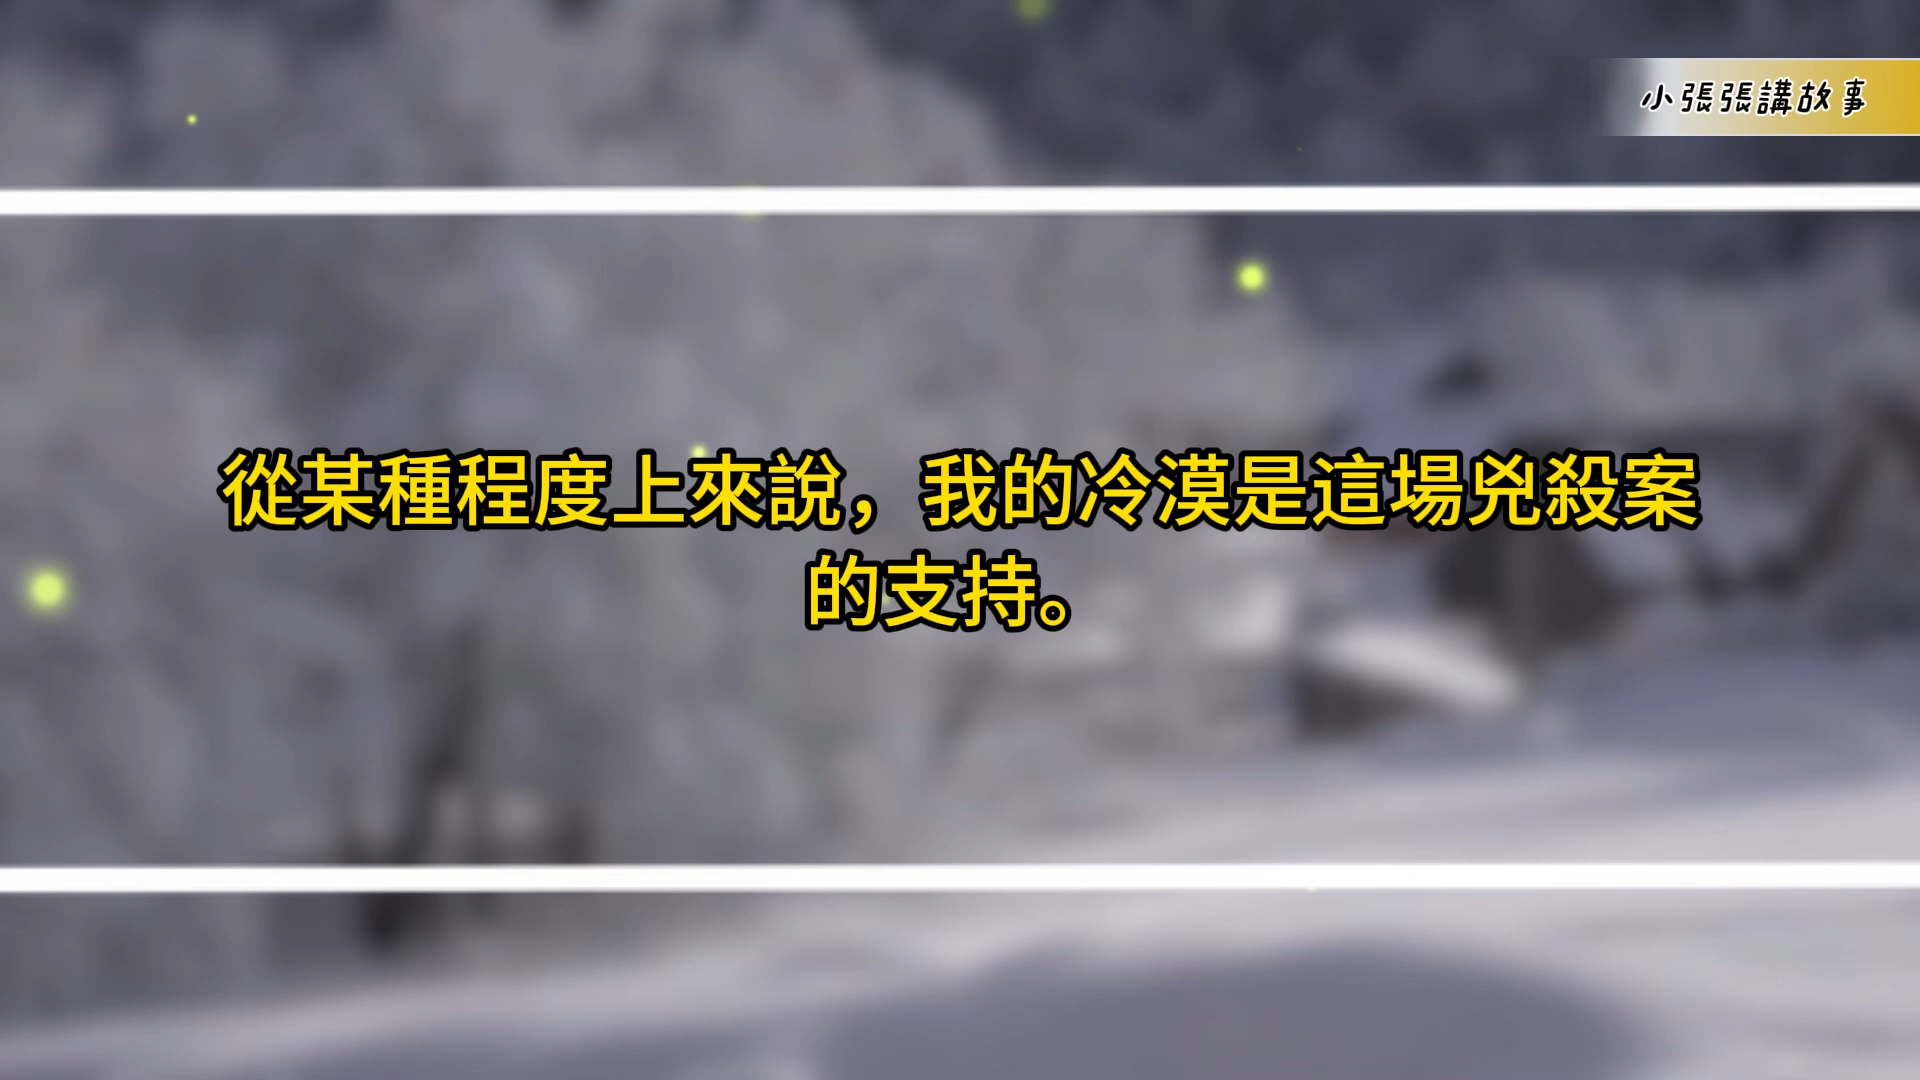 小張張講故事
從某種程度上來說，我的冷漠是這場兇殺案
的支持。